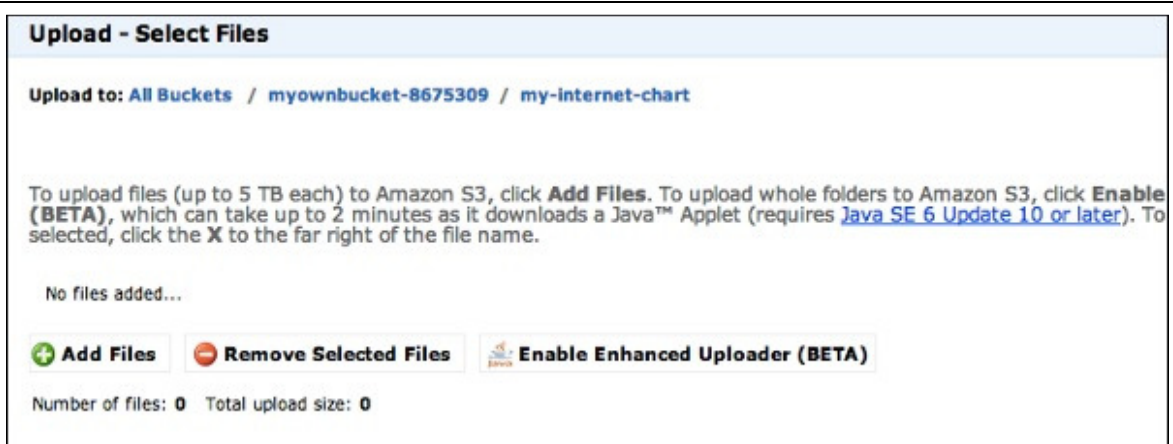 Upload - Select Files
Upload to: All Buckets / myownbucket-8675309 / my-internet-chart
To upload files (up to 5 TB each) to Amazon S3, click Add Files. To upload whole folders to Amazon S3, click Enable
(BETA), which can take up to 2 minutes as it downloads a Java™ Applet (requires Java SE 6 Update 10 or later). To
selected, click the X to the far right of the file name.
No files added...
Add Files Remove Selected Files Java Enable Enhanced Uploader (BETA)
Number of files: 0 Total upload size: 0